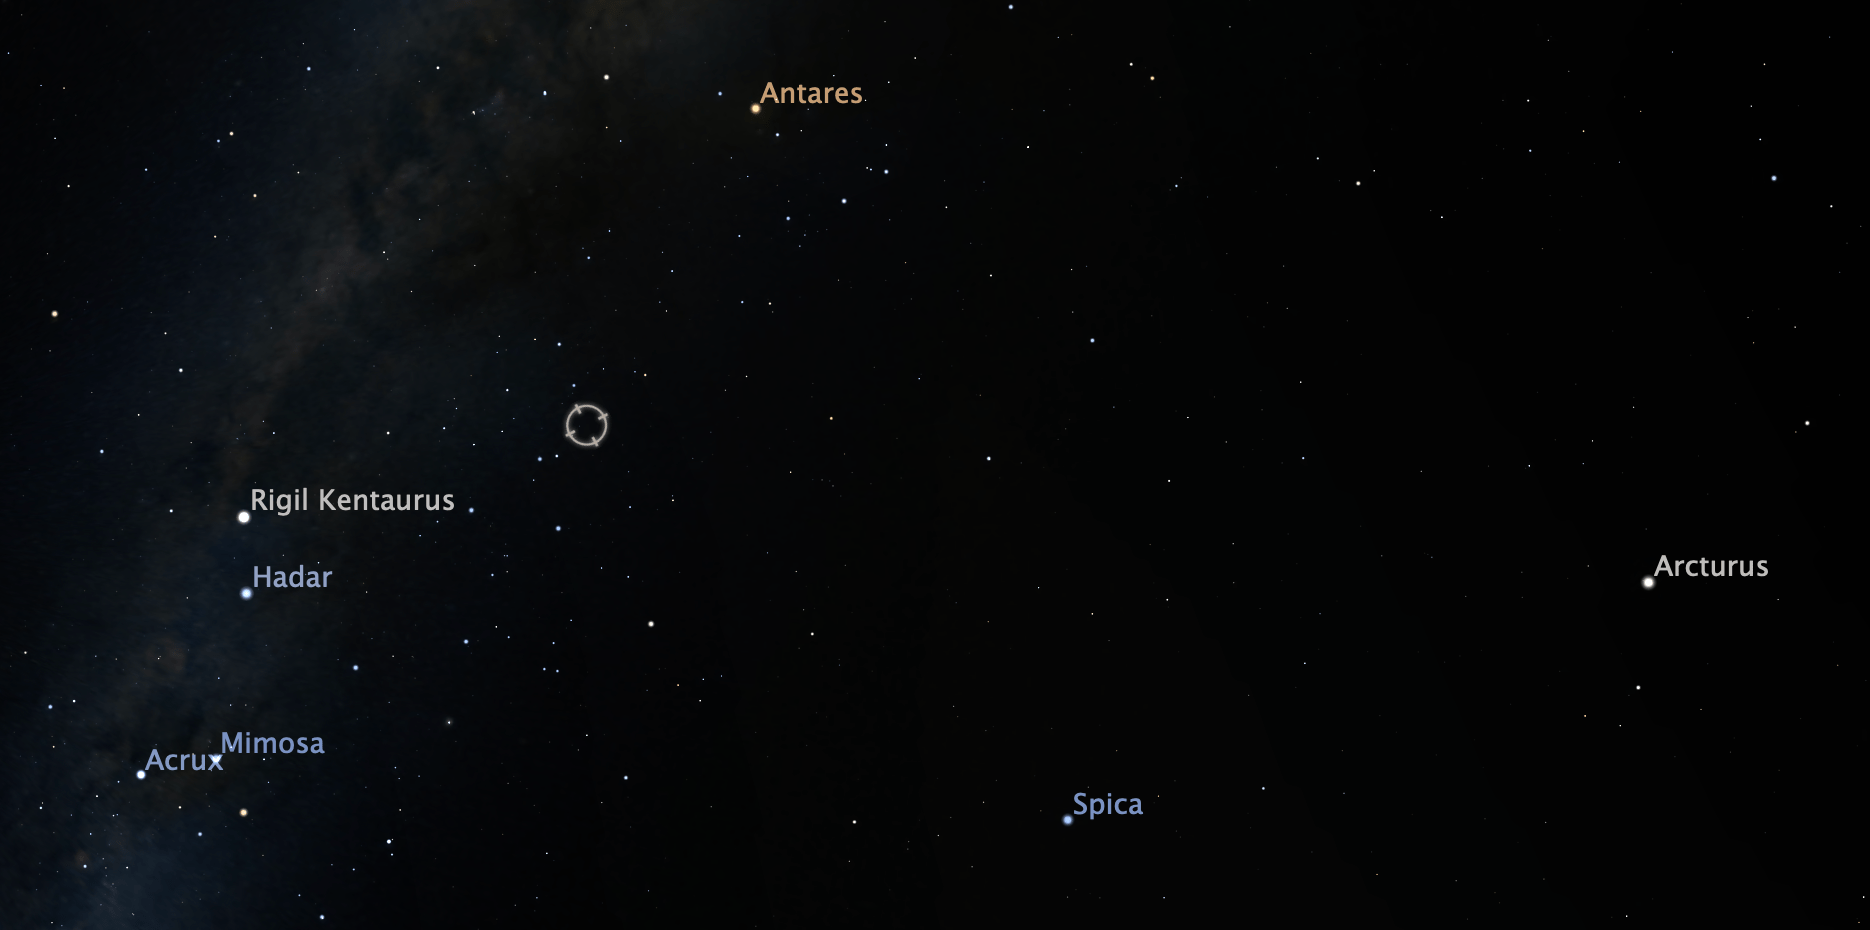 Antares
Rigil Kentaurus
Hadar
Arcturus
Mimosa
Acrux
Spica